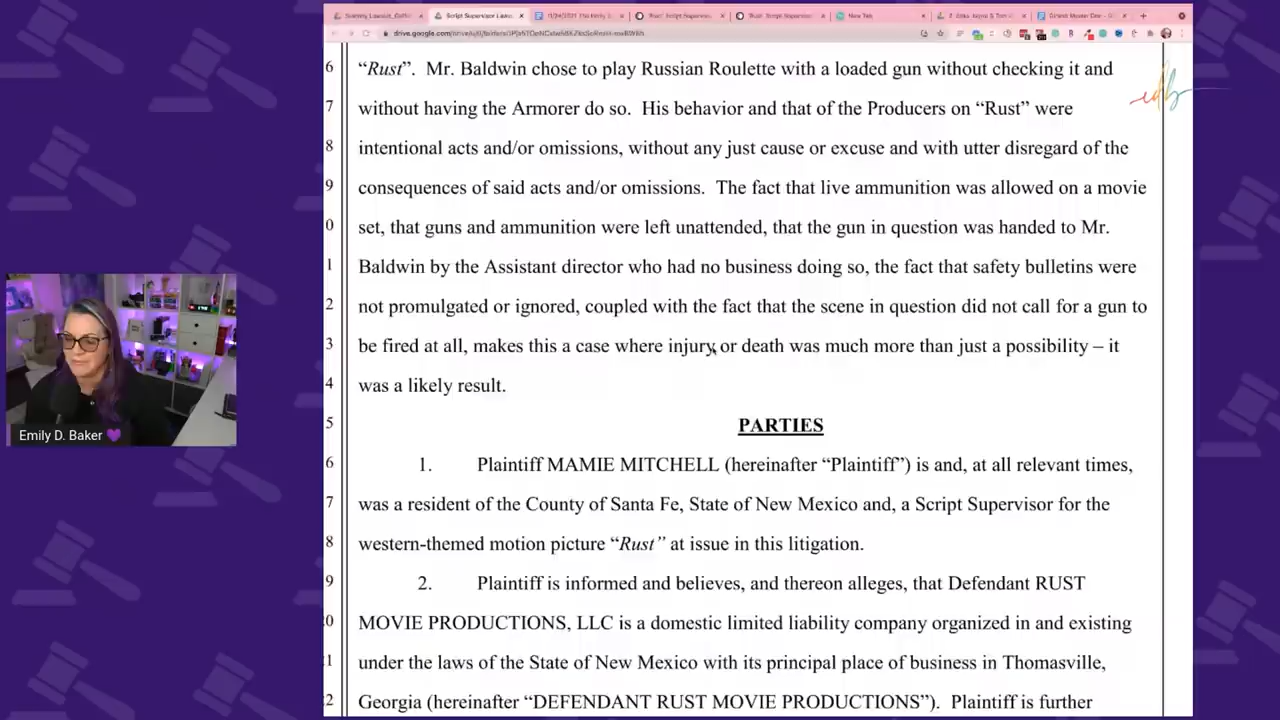 Script Supervisor Laws
New Tab
6 “Rust”. Mr. Baldwin chose to play Russian Roulette with a loaded gun without checking it and
7 without having the Armorer do so. His behavior and that of the Producers on “Rust” were
8 intentional acts and/or omissions, without any just cause or excuse and with utter disregard of the
9 consequences of said acts and/or omissions. The fact that live ammunition was allowed on a movie
0 set, that guns and ammunition were left unattended, that the gun in question was handed to Mr.
1 Baldwin by the Assistant director who had no business doing so, the fact that safety bulletins were
2 not promulgated or ignored, coupled with the fact that the scene in question did not call for a gun to
3 be fired at all, makes this a case where injury, or death was much more than just a possibility – it
4 was a likely result.
5 PARTIES
6 1. Plaintiff MAMIE MITCHELL (hereinafter “Plaintiff”) is and, at all relevant times,
7 was a resident of the County of Santa Fe, State of New Mexico and, a Script Supervisor for the
8 western-themed motion picture “Rust” at issue in this litigation.
9 2. Plaintiff is informed and believes, and thereon alleges, that Defendant RUST
0 MOVIE PRODUCTIONS, LLC is a domestic limited liability company organized in and existing
1 under the laws of the State of New Mexico with its principal place of business in Thomasville,
2 Georgia (hereinafter “DEFENDANT RUST MOVIE PRODUCTIONS”). Plaintiff is further
edb
Emily D. Baker